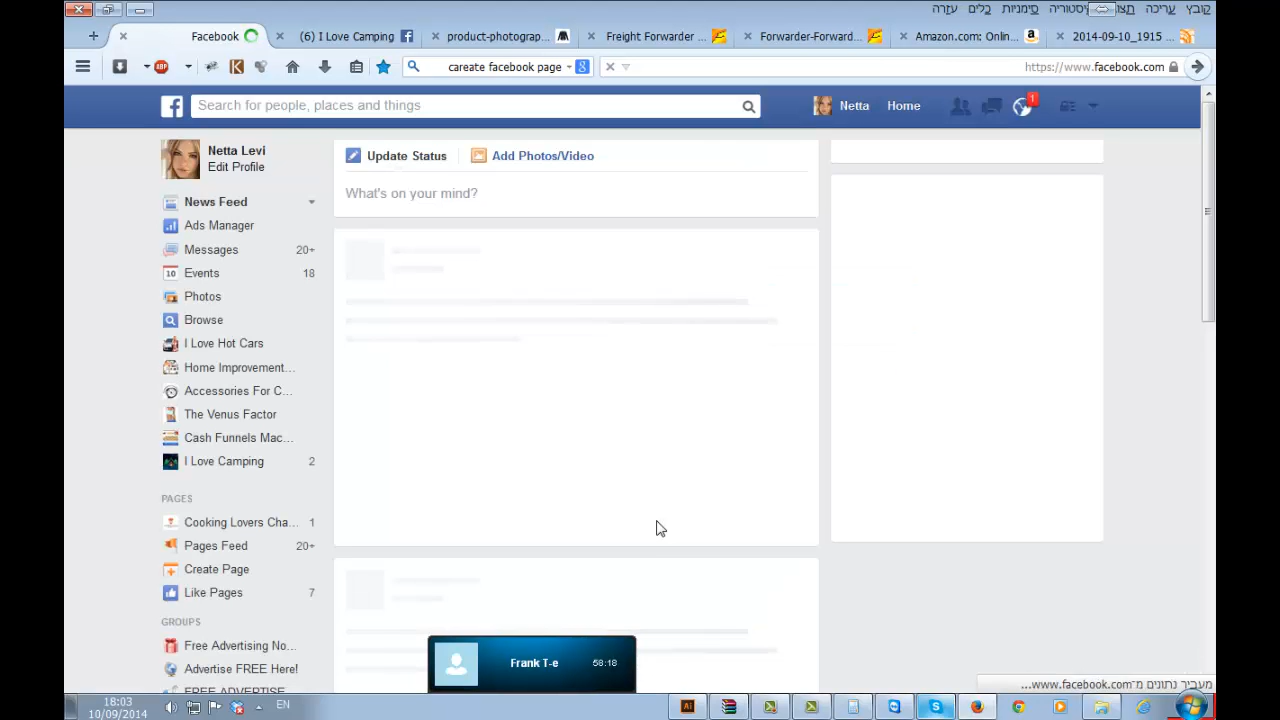 קובץ עריכה תצו יסטוריה סימניות כלים עזרה
Facebook
(6) I Love Camping
product-photograp...
Freight Forwarder ...
Forwarder-Forward...
Amazon.com: Onlin...
2014-09-10_1915 ...
careate facebook page
https://www.facebook.com
Search for people, places and things
Netta
Home
1
Netta Levi
Edit Profile
News Feed
Ads Manager
Messages 20+
Events 18
Photos
Browse
I Love Hot Cars
Home Improvement...
Accessories For C...
The Venus Factor
Cash Funnels Mac...
I Love Camping 2
PAGES
Cooking Lovers Cha... 1
Pages Feed 20+
Create Page
Like Pages 7
GROUPS
Free Advertising No...
Advertise FREE Here!
FREE ADVERTISE
Update Status
Add Photos/Video
What's on your mind?
Frank T-e 58:18
מעביר נתונים מ־www.facebook.com...
EN
18:03
10/09/2014